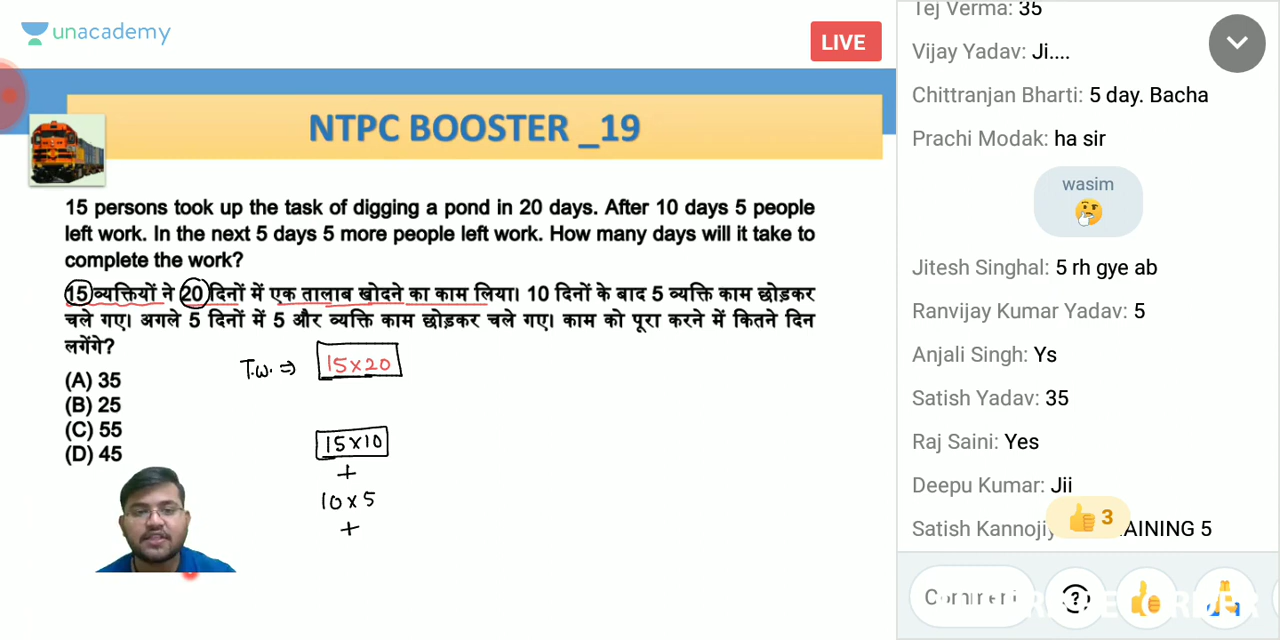 unacademy
LIVE
NTPC BOOSTER _19
15 persons took up the task of digging a pond in 20 days. After 10 days 5 people
left work. In the next 5 days 5 more people left work. How many days will it take to
complete the work?
15 व्यक्तियों ने 20 दिनों में एक तालाब खोदने का काम लिया। 10 दिनों के बाद 5 व्यक्ति काम छोड़कर
चले गए। अगले 5 दिनों में 5 और व्यक्ति काम छोड़कर चले गए। काम को पूरा करने में कितने दिन
लगेंगे?
T.W. ⇒ 15×20
(A) 35
(B) 25
(C) 55
(D) 45
15×10
+
10×5
+
Tej Verma: 35
Vijay Yadav: Ji....
Chittranjan Bharti: 5 day. Bacha
Prachi Modak: ha sir
wasim
Jitesh Singhal: 5 rh gye ab
Ranvijay Kumar Yadav: 5
Anjali Singh: Ys
Satish Yadav: 35
Raj Saini: Yes
Deepu Kumar: Jii
3
Satish 5